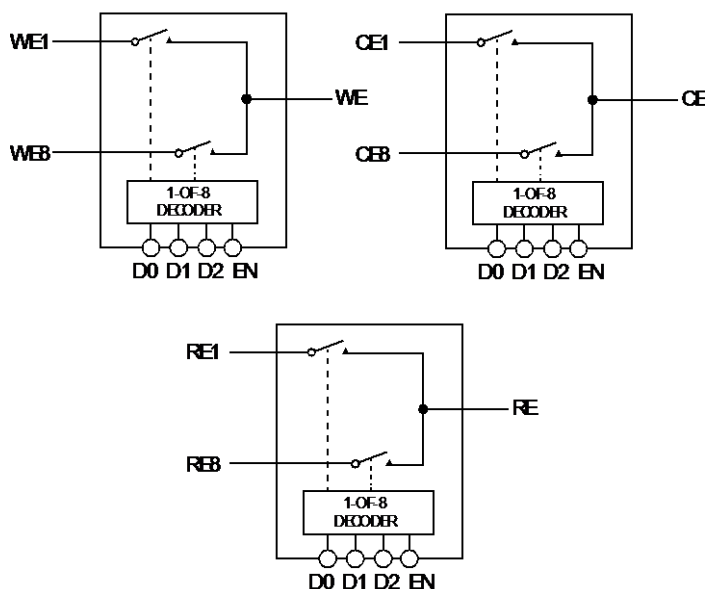 WE1
WE
WE8
1-OF-8
DECODER
D0 D1 D2 EN
CE1
CE
CE8
1-OF-8
DECODER
D0 D1 D2 EN
RE1
RE
RE8
1-OF-8
DECODER
D0 D1 D2 EN